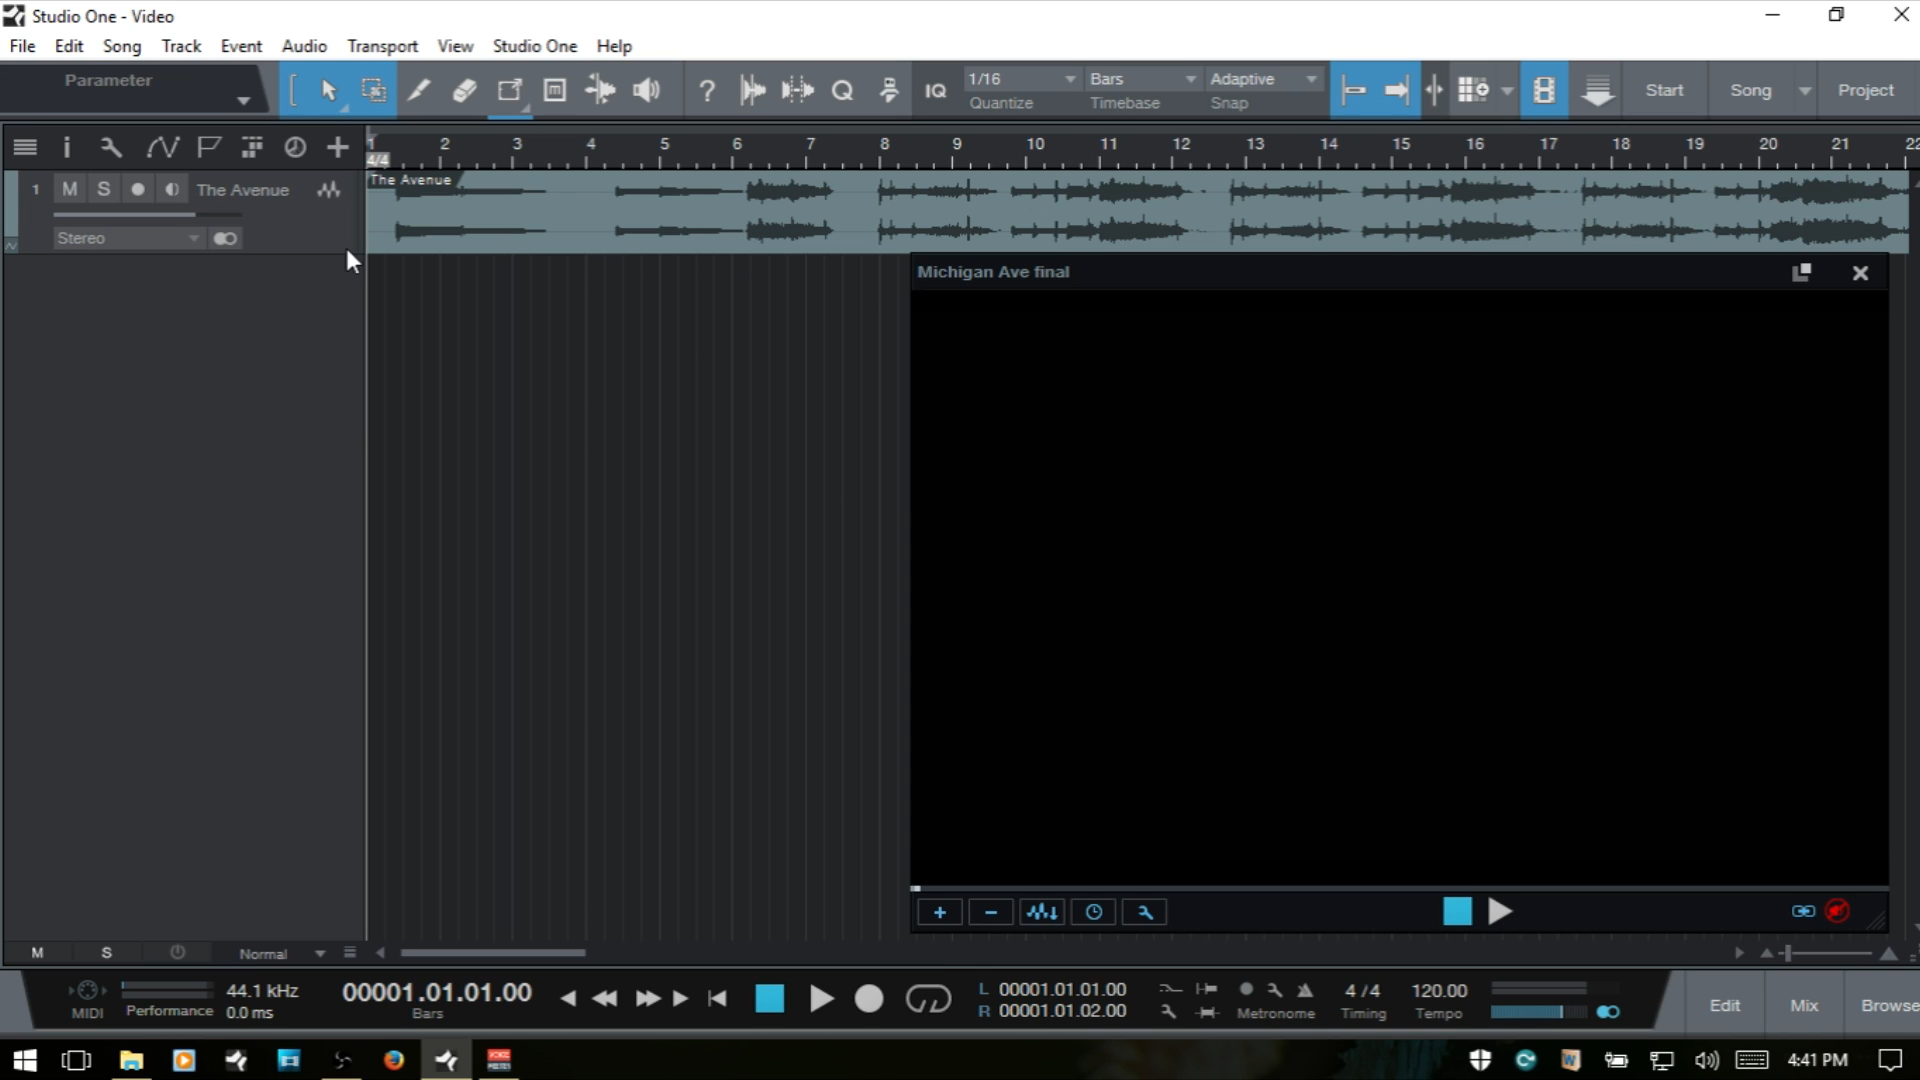 Studio One - Video
File Edit Song Track Event Audio Transport View Studio One Help
Parameter
? Q IQ 1/16 Bars Adaptive Start Song Project
Quantize Timebase Snap
1 2 3 4 5 6 7 8 9 10 11 12 13 14 15 16 17 18 19 20 21 22
4/4
1 M S The Avenue
The Avenue
Stereo
Michigan Ave final
M S Normal
44.1 kHz
MIDI Performance 0.0 ms
00001.01.01.00
Bars
L 00001.01.01.00
R 00001.01.02.00
Metronome
4 / 4
Timing
120.00
Tempo
Edit Mix Browse
4:41 PM